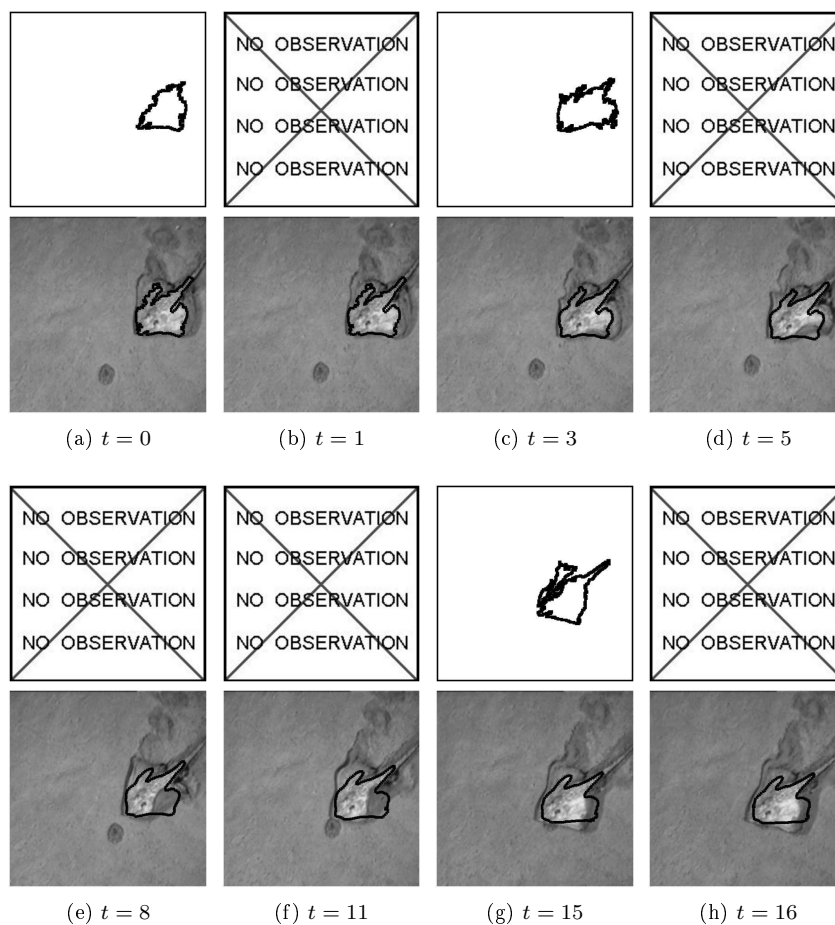 NO OBSERVATION
NO OBSERVATION
NO OBSERVATION
NO OBSERVATION
NO OBSERVATION
NO OBSERVATION
NO OBSERVATION
NO OBSERVATION
(a) t = 0
(b) t = 1
(c) t = 3
(d) t = 5
NO OBSERVATION
NO OBSERVATION
NO OBSERVATION
NO OBSERVATION
NO OBSERVATION
NO OBSERVATION
NO OBSERVATION
NO OBSERVATION
NO OBSERVATION
NO OBSERVATION
NO OBSERVATION
NO OBSERVATION
(e) t = 8
(f) t = 11
(g) t = 15
(h) t = 16